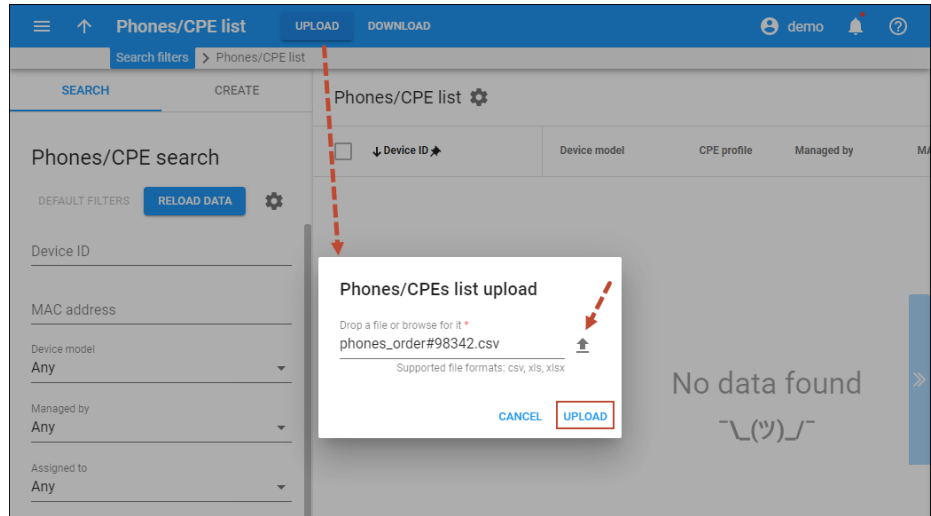 Phones/CPE list UPLOAD DOWNLOAD demo
Search filters Phones/CPE list
SEARCH CREATE
Phones/CPE list
Phones/CPE search
Device ID Device model CPE profile Managed by MA
DEFAULT FILTERS RELOAD DATA
Device ID
MAC address
Device model
Any
Managed by
Any
Assigned to
Any
Phones/CPEs list upload
Drop a file or browse for it *
phones_order#98342.csv
Supported file formats: csv, xls, xlsx
CANCEL UPLOAD
No data found
¯\_(ツ)_/¯